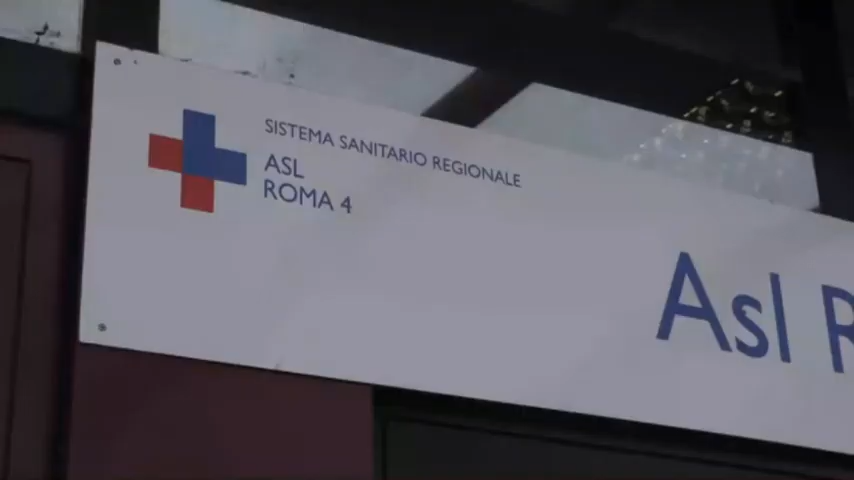 SISTEMA SANITARIO REGIONALE
ASL
ROMA 4
Asl R